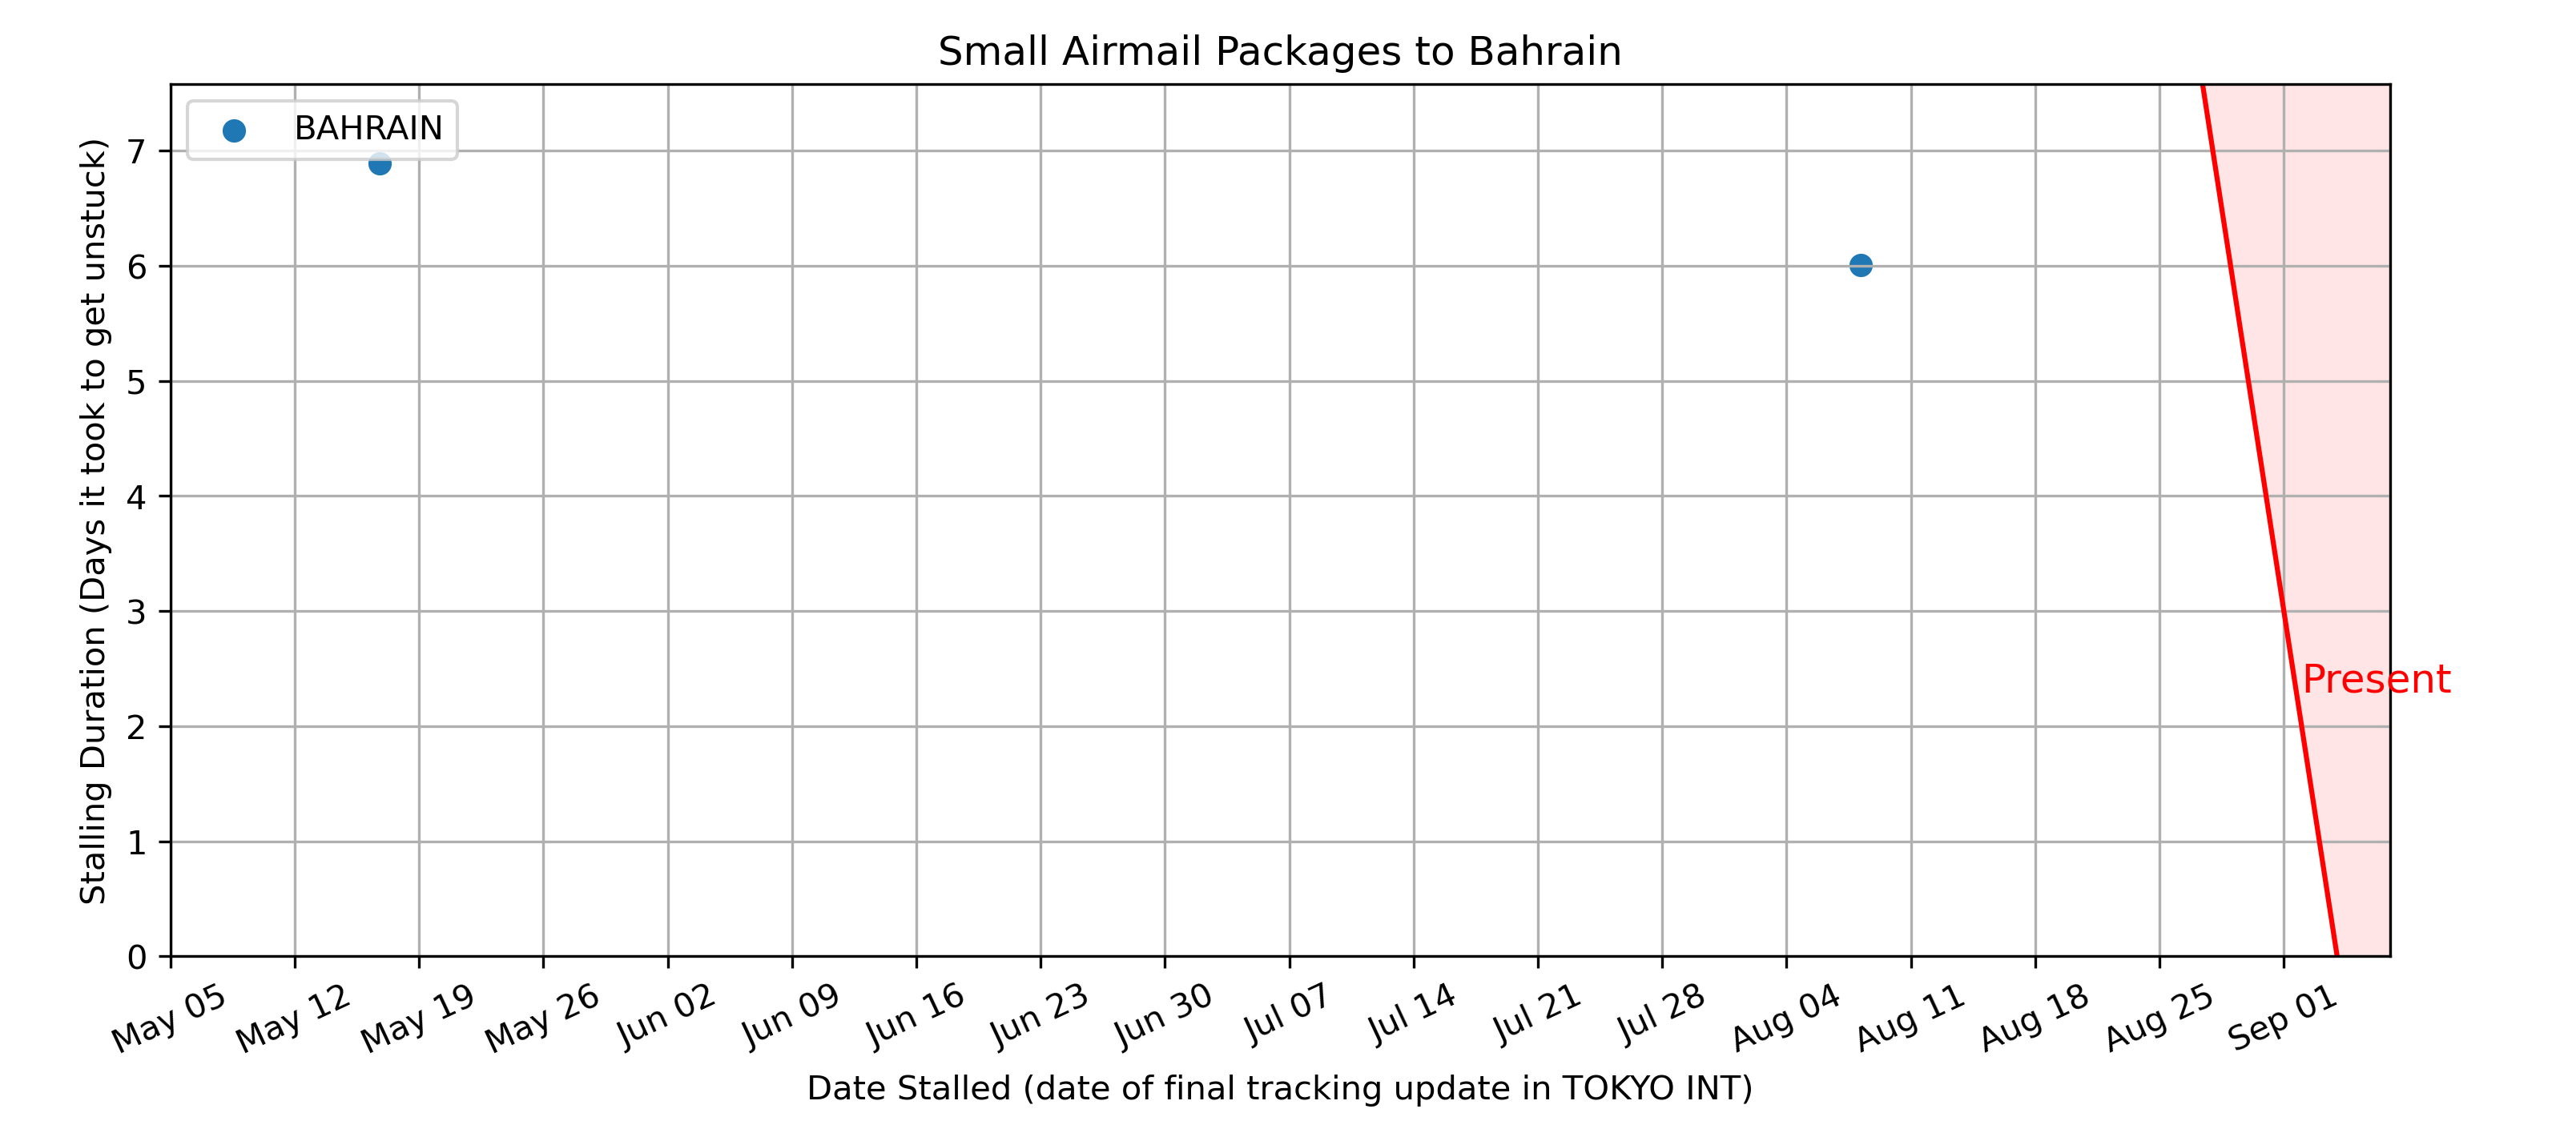 Small Airmail Packages to Bahrain
BAHRAIN
Stalling Duration (Days it took to get unstuck)
7
6
5
4
3
2
1
0
Present
May 05
May 12
May 19
May 26
Jun 02
Jun 09
Jun 16
Jun 23
Jun 30
Jul 07
Jul 14
Jul 21
Jul 28
Aug 04
Aug 11
Aug 18
Aug 25
Sep 01
Date Stalled (date of final tracking update in TOKYO INT)